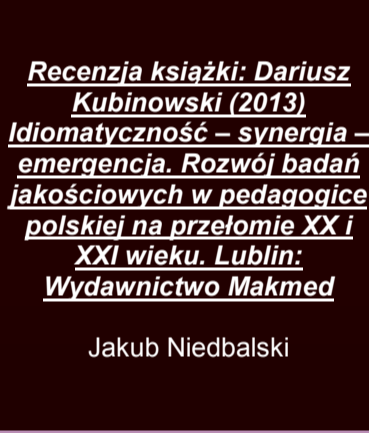 Recenzja książki: Dariusz
Kubinowski (2013)
Idiomatyczność – synergia –
emergencja. Rozwój badań
jakościowych w pedagogice
polskiej na przełomie XX i
XXI wieku. Lublin:
Wydawnictwo Makmed
Jakub Niedbalski